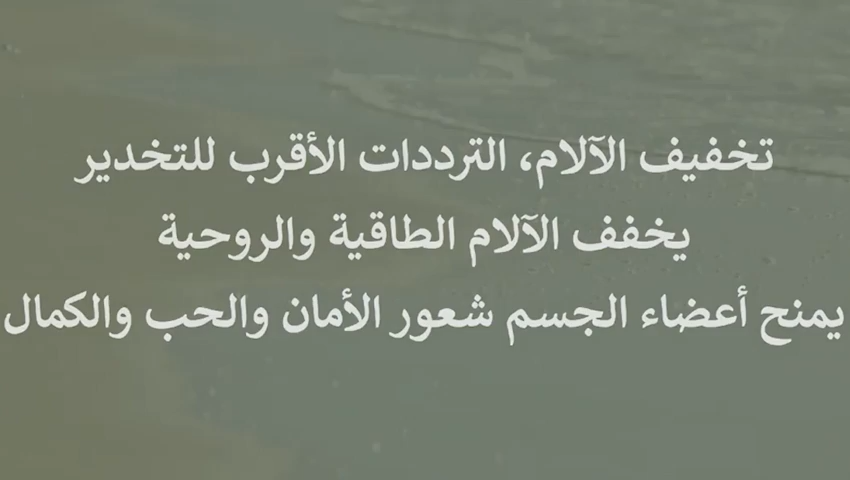 تخفيف الآلام، الترددات الأقرب للتخدير
يخفف الآلام الطاقية والروحية
يمنح أعضاء الجسم شعور الأمان والحب والكمال